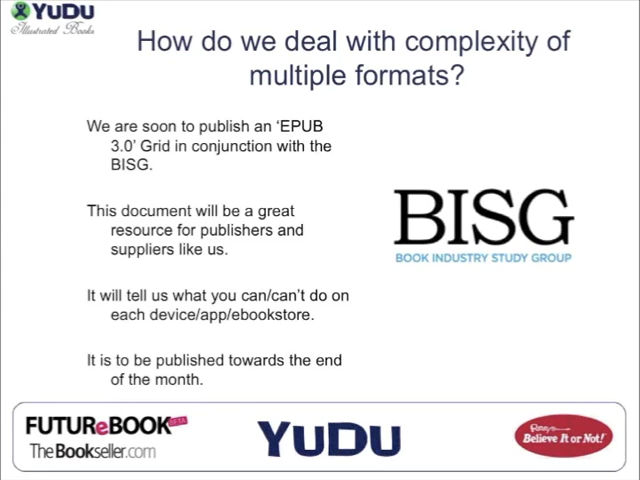 YUDU
Illustrated Books
How do we deal with complexity of
multiple formats?
We are soon to publish an ‘EPUB
3.0’ Grid in conjunction with the
BISG.
This document will be a great
resource for publishers and
suppliers like us.
It will tell us what you can/can’t do on
each device/app/ebookstore.
It is to be published towards the end
of the month.
BISG
BOOK INDUSTRY STUDY GROUP
FUTUReBOOK BETA
TheBookseller.com
YUDU
Ripley's
Believe It or Not!